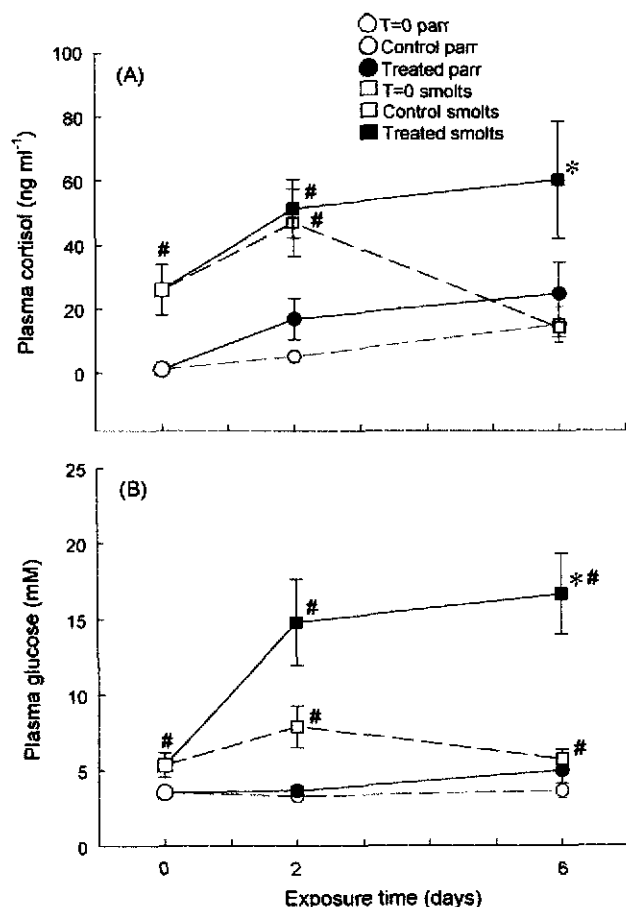 T=0 parr
Control parr
Treated parr
T=0 smolts
Control smolts
Treated smolts
(A)
Plasma cortisol (ng ml⁻¹)
100
80
60
40
20
0
#
#
#
*
(B)
Plasma glucose (mM)
25
20
15
10
5
0
#
#
#
*#
#
0 2 6
Exposure time (days)